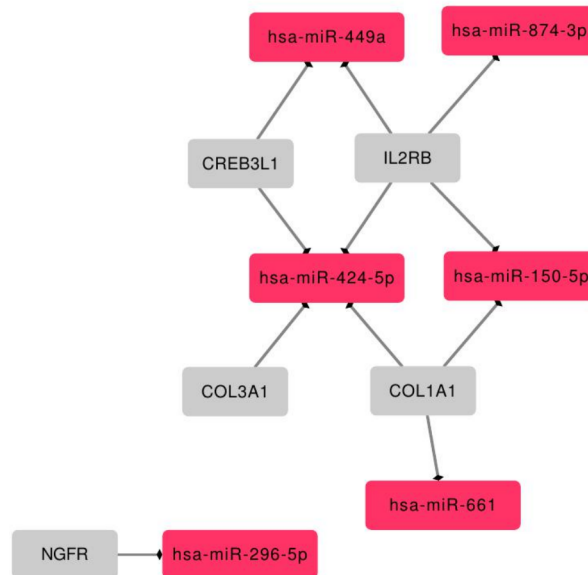 hsa-miR-449a
hsa-miR-874-3p
CREB3L1
IL2RB
hsa-miR-424-5p
hsa-miR-150-5p
COL3A1
COL1A1
hsa-miR-661
NGFR
hsa-miR-296-5p